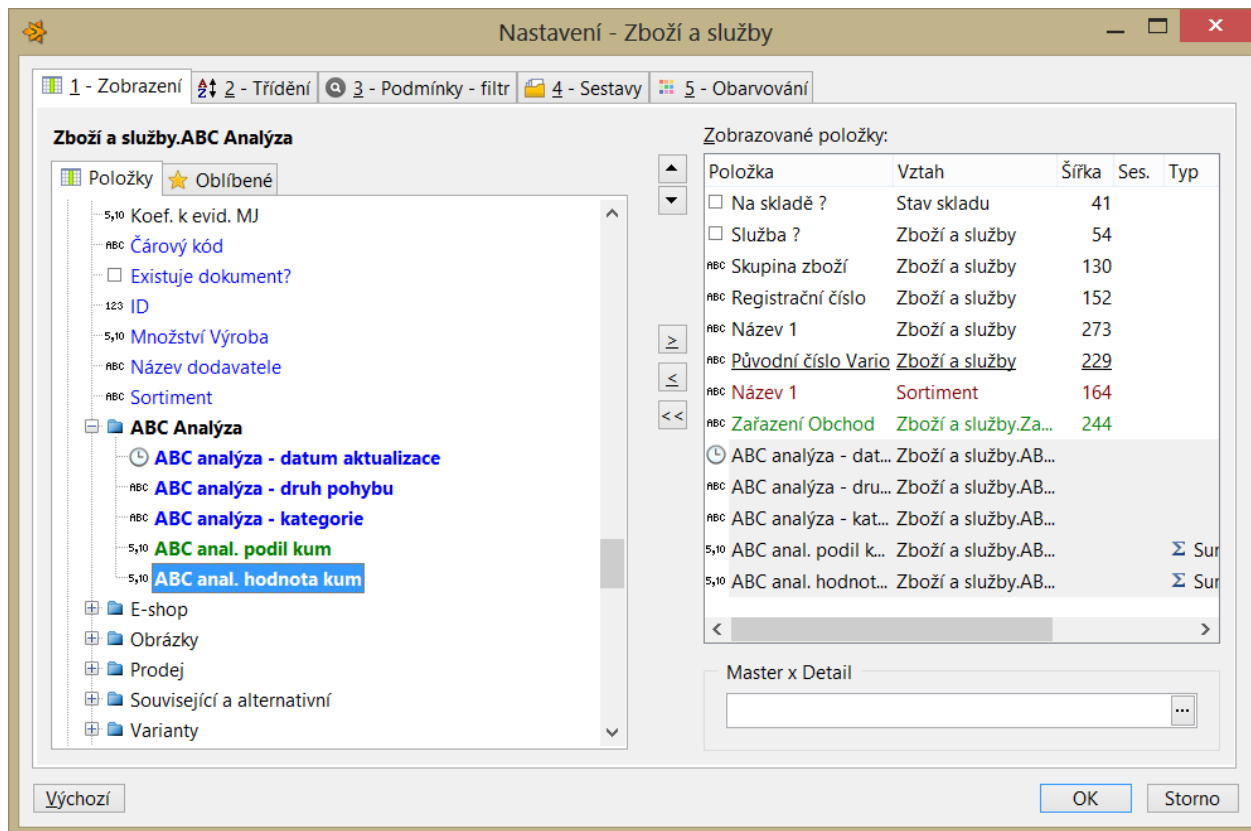 Nastavení - Zboží a služby
1 - Zobrazení 2 - Třídění 3 - Podmínky - filtr 4 - Sestavy 5 - Obarvování
Zboží a služby.ABC Analýza
Položky Oblíbené
5,10 Koef. k evid. MJ
ABC Čárový kód
Existuje dokument?
123 ID
5,10 Množství Výroba
ABC Název dodavatele
ABC Sortiment
ABC Analýza
ABC analýza - datum aktualizace
ABC ABC analýza - druh pohybu
ABC ABC analýza - kategorie
5,10 ABC anal. podil kum
5,10 ABC anal. hodnota kum
E-shop
Obrázky
Prodej
Související a alternativní
Varianty
>
<
<<
Zobrazované položky:
Položka Vztah Šířka Ses. Typ
Na skladě ? Stav skladu 41
Služba ? Zboží a služby 54
ABC Skupina zboží Zboží a služby 130
ABC Registrační číslo Zboží a služby 152
ABC Název 1 Zboží a služby 273
ABC Původní číslo Vario Zboží a služby 229
ABC Název 1 Sortiment 164
ABC Zařazení Obchod Zboží a služby.Za... 244
ABC analýza - dat... Zboží a služby.AB...
ABC ABC analýza - dru... Zboží a služby.AB...
ABC ABC analýza - kat... Zboží a služby.AB...
5,10 ABC anal. podil k... Zboží a služby.AB... Σ Sur
5,10 ABC anal. hodnot... Zboží a služby.AB... Σ Sur
Master x Detail
...
Výchozí OK Storno